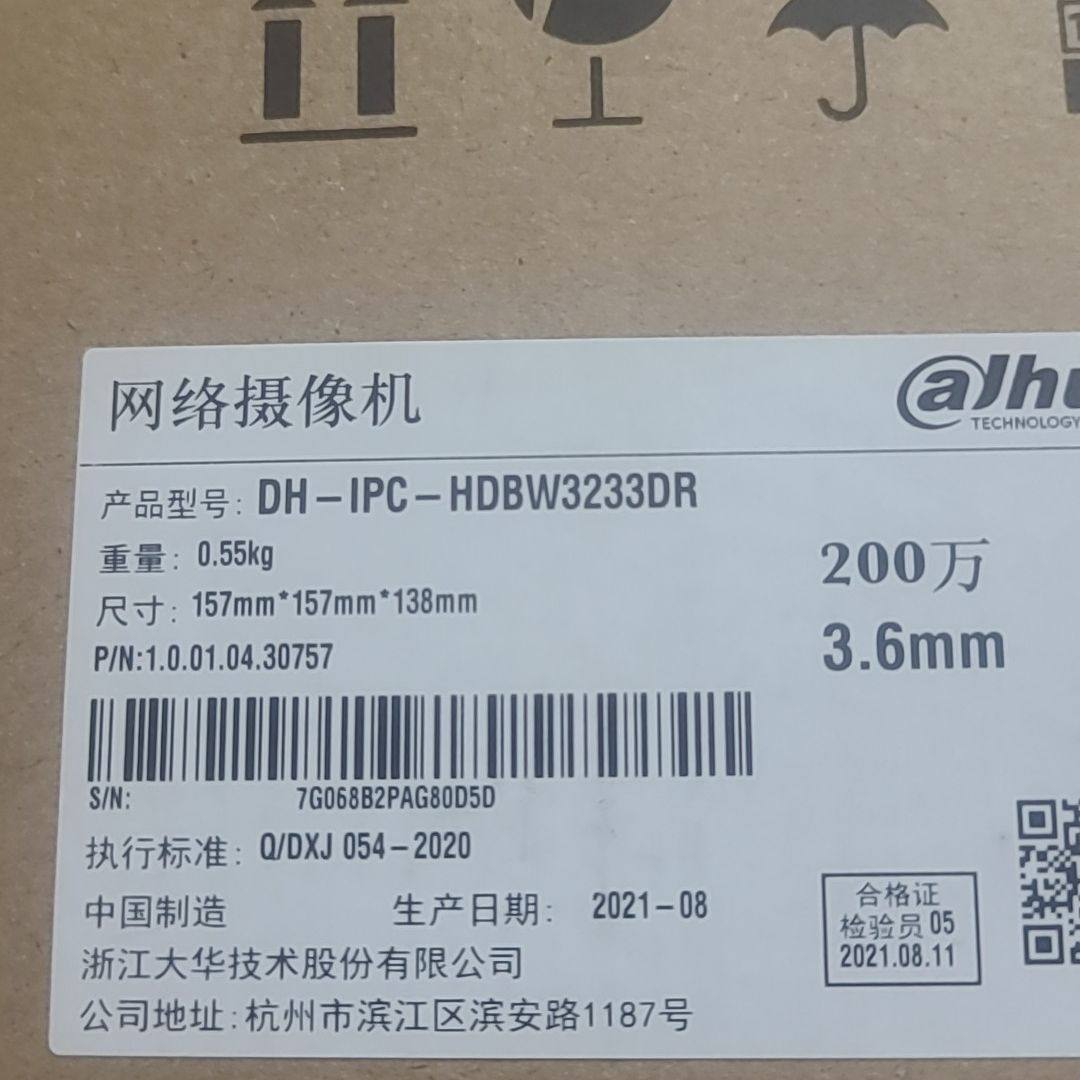 网络摄像机
TECHNOLOGY
产品型号: DH-IPC-HDBW3233DR
重量: 0.55kg
尺寸: 157mm*157mm*138mm
P/N:1.0.01.04.30757
200万
3.6mm
S/N: 7G068B2PAG80D5D
执行标准: Q/DXJ 054-2020
中国制造 生产日期: 2021-08
浙江大华技术股份有限公司
公司地址:杭州市滨江区滨安路1187号
合格证
检验员 05
2021.08.11